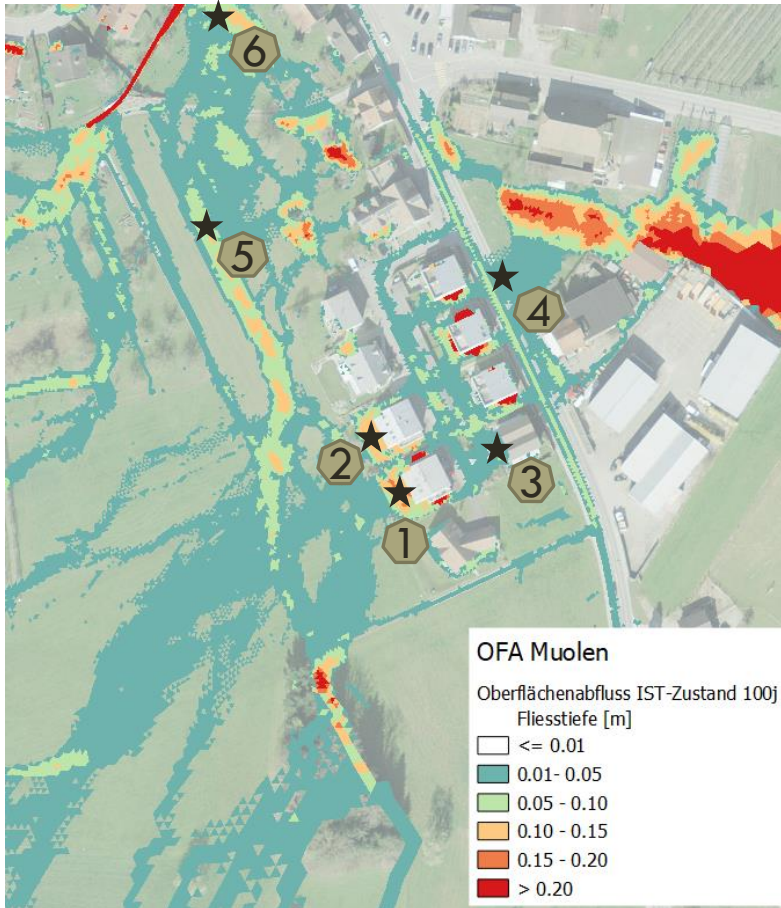 6
5
4
2
3
1
OFA Muolen
Oberflächenabfluss IST-Zustand 100j
Fliesstiefe [m]
<= 0.01
0.01- 0.05
0.05 - 0.10
0.10 - 0.15
0.15 - 0.20
> 0.20